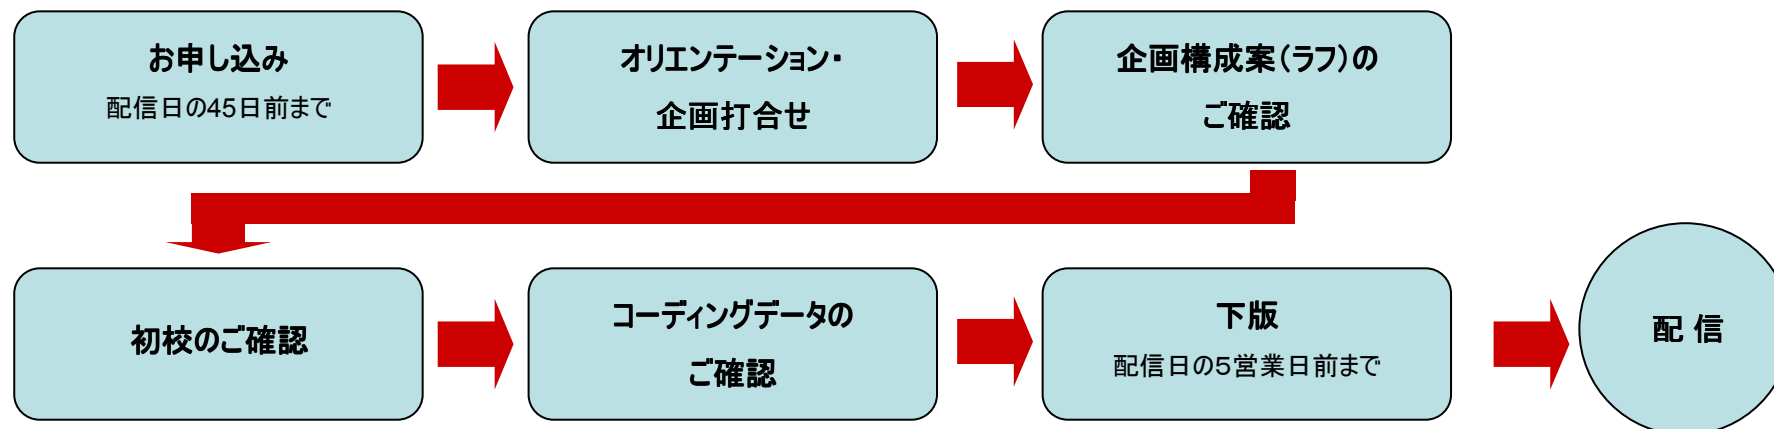 お申し込み
配信日の45日前まで
オリエンテーション・
企画打合せ
企画構成案(ラフ)の
ご確認
初校のご確認
コーディングデータの
ご確認
下版
配信日の5営業日前まで
配 信